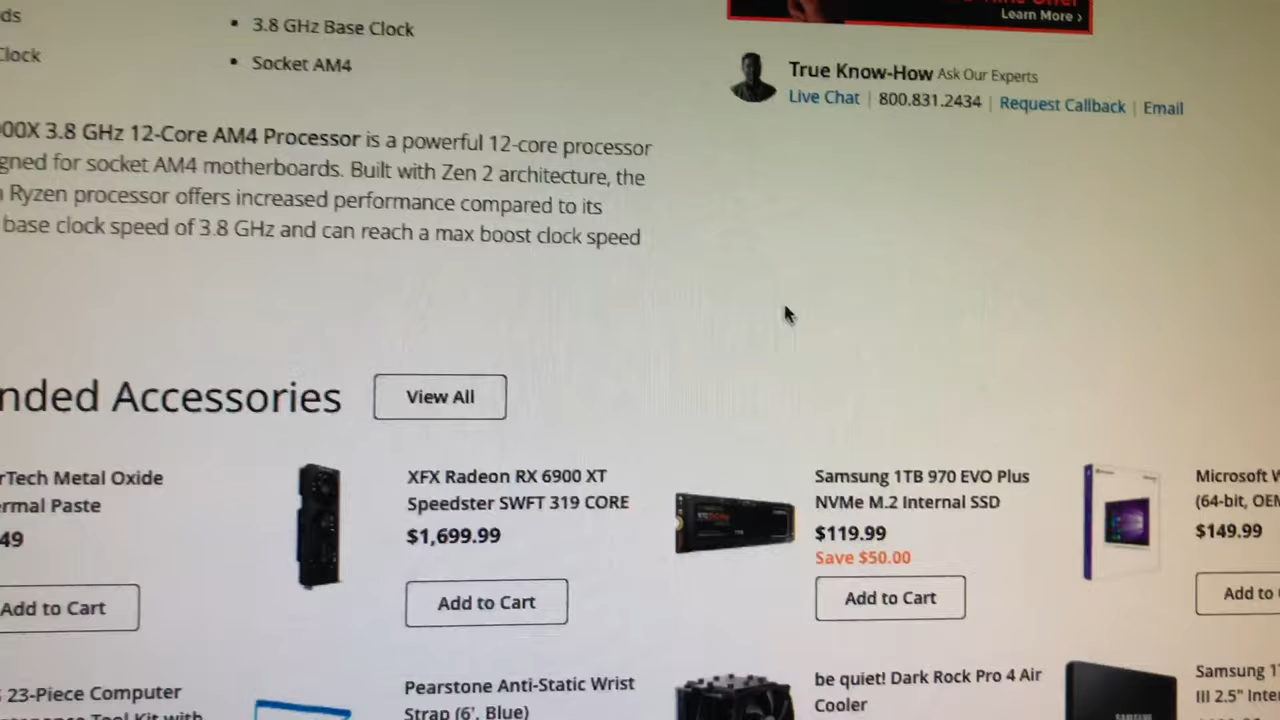 ds
Clock
3.8 GHz Base Clock
Socket AM4
Learn More ›
True Know-How Ask Our Experts
Live Chat | 800.831.2434 | Request Callback | Email
00X 3.8 GHz 12-Core AM4 Processor is a powerful 12-core processor
gned for socket AM4 motherboards. Built with Zen 2 architecture, the
Ryzen processor offers increased performance compared to its
base clock speed of 3.8 GHz and can reach a max boost clock speed
nded Accessories
View All
rTech Metal Oxide
rmal Paste
49
Add to Cart
XFX Radeon RX 6900 XT
Speedster SWFT 319 CORE
$1,699.99
Add to Cart
Samsung 1TB 970 EVO Plus
NVMe M.2 Internal SSD
$119.99
Save $50.00
Add to Cart
Microsoft W
(64-bit, OEM
$149.99
Add to
23-Piece Computer
Tool Kit with
Pearstone Anti-Static Wrist
Strap (6', Blue)
be quiet! Dark Rock Pro 4 Air
Cooler
SAMSUNG
Samsung 1T
III 2.5" Inter